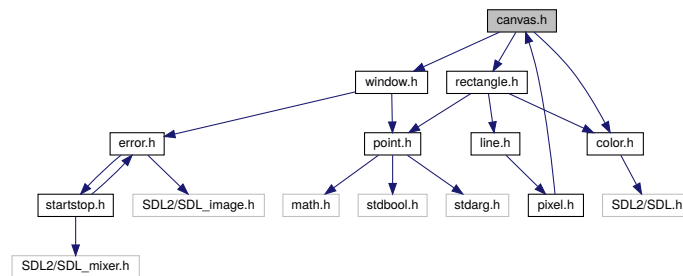 canvas.h
window.h
rectangle.h
error.h
point.h
line.h
color.h
startstop.h
SDL2/SDL_image.h
math.h
stdbool.h
stdarg.h
pixel.h
SDL2/SDL.h
SDL2/SDL_mixer.h